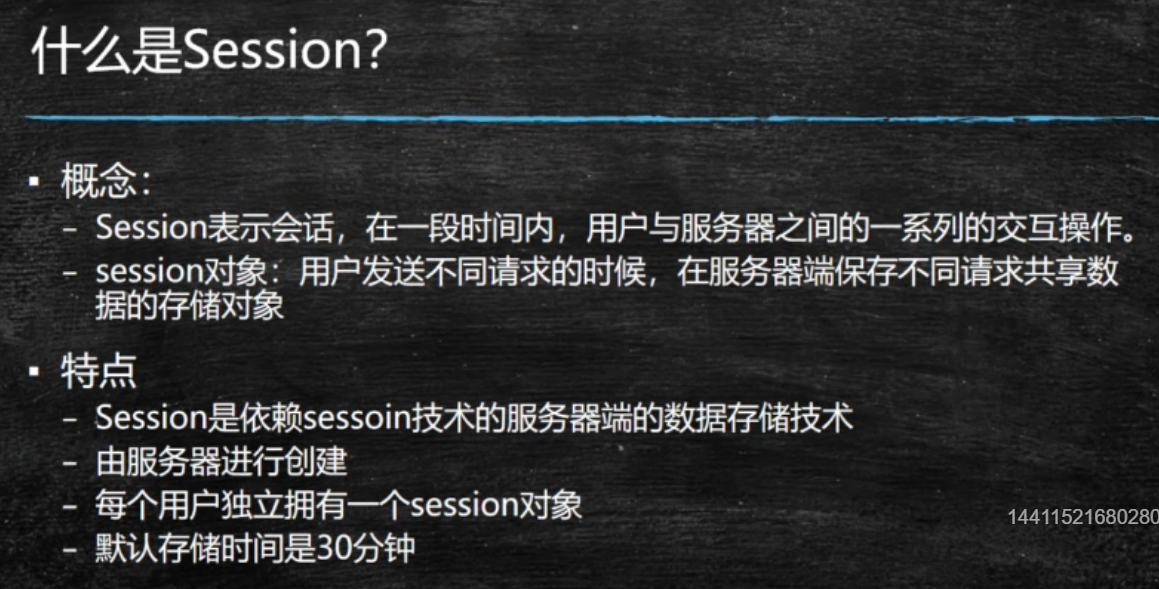 什么是Session？
▪ 概念：
– Session表示会话，在一段时间内，用户与服务器之间的一系列的交互操作。
– session对象：用户发送不同请求的时候，在服务器端保存不同请求共享数
据的存储对象
▪ 特点
– Session是依赖sessoin技术的服务器端的数据存储技术
– 由服务器进行创建
– 每个用户独立拥有一个session对象
14411521680280
– 默认存储时间是30分钟